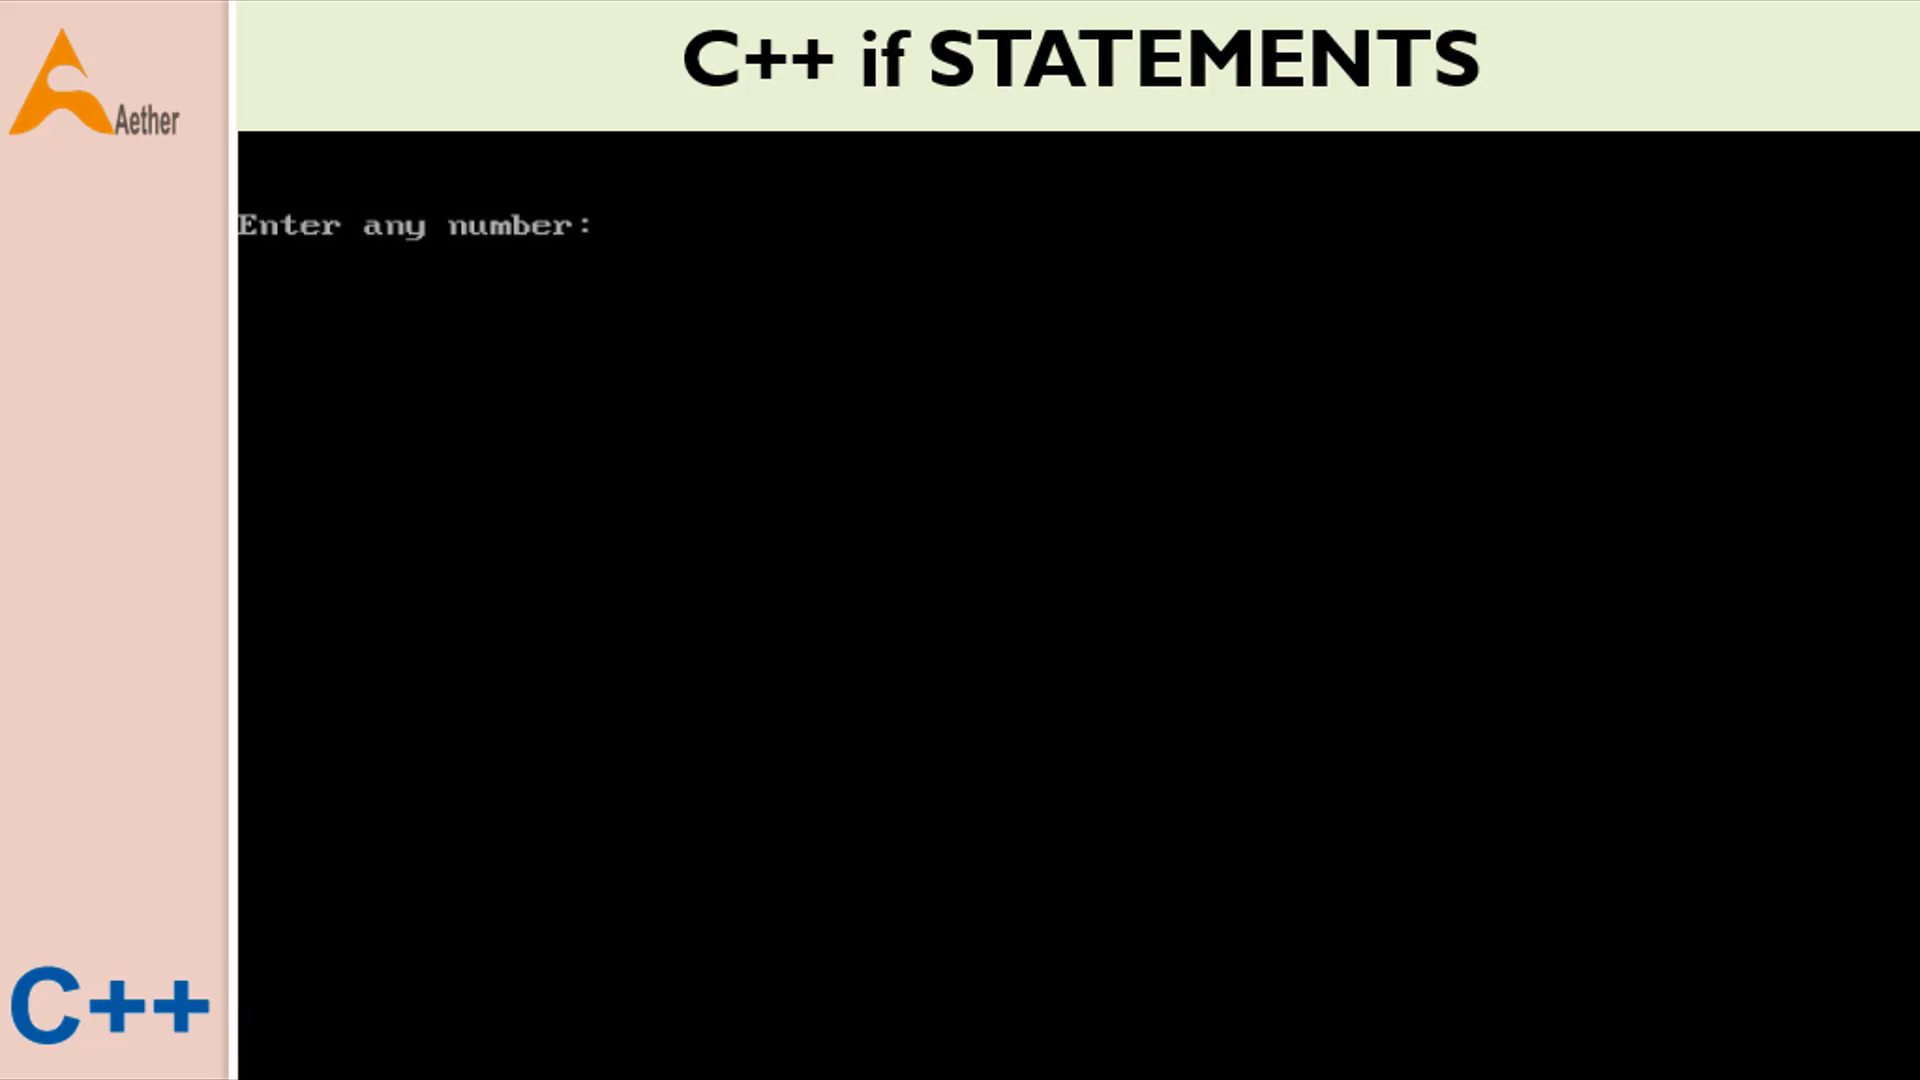 C++ if STATEMENTS
Aether
Enter any number:
C++